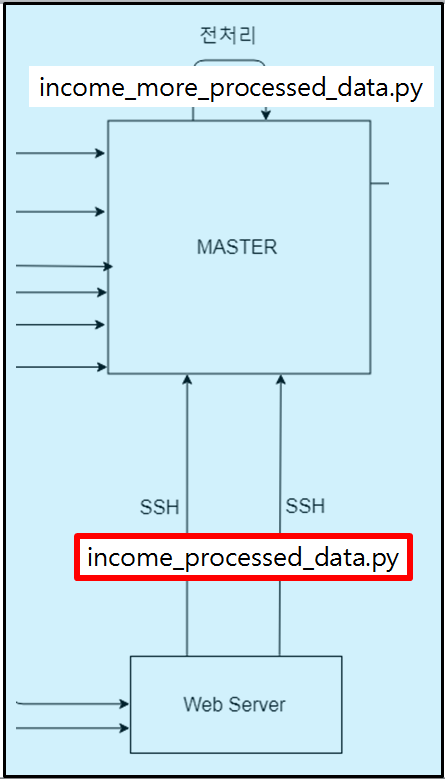 전처리
income_more_processed_data.py
MASTER
SSH
SSH
income_processed_data.py
Web Server